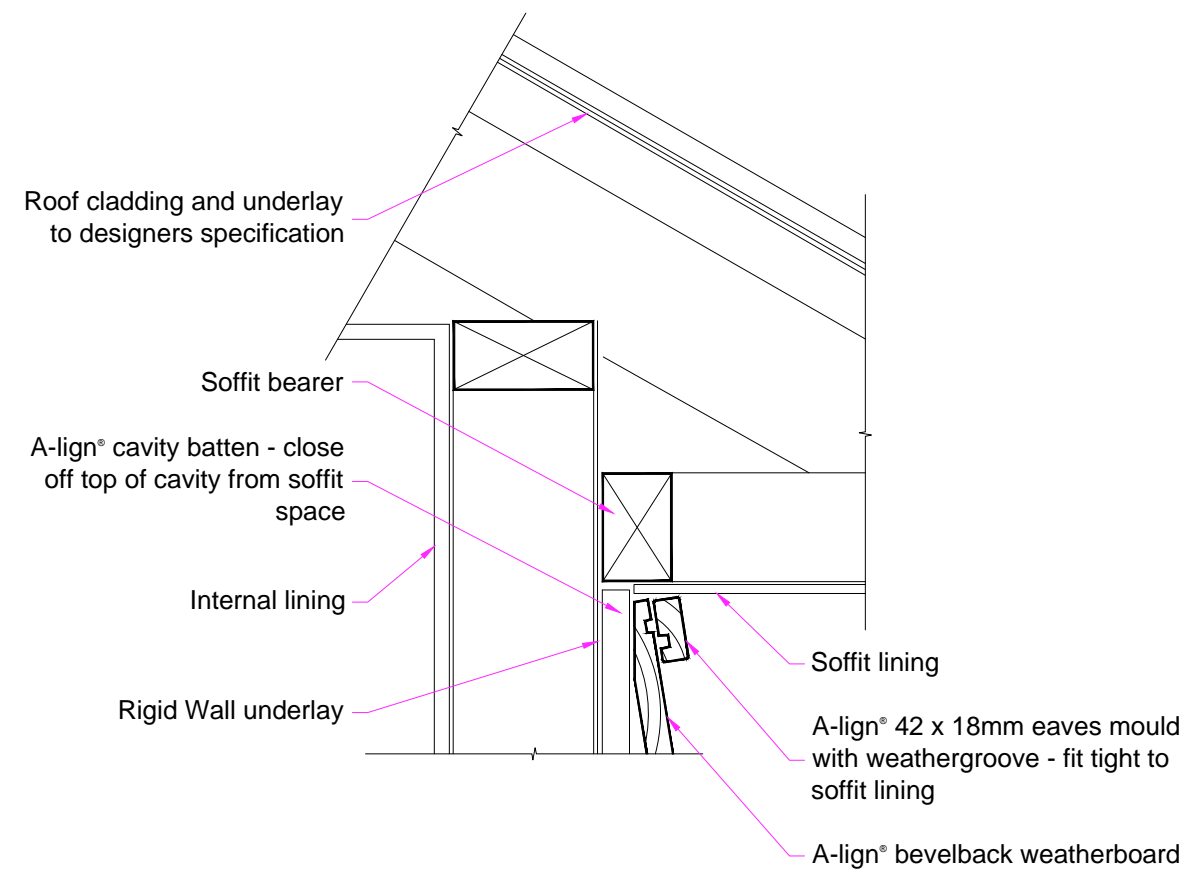 Roof cladding and underlay
to designers specification
Soffit bearer
A-lign® cavity batten - close
off top of cavity from soffit
space
Internal lining
Rigid Wall underlay
Soffit lining
A-lign® 42 x 18mm eaves mould
with weathergroove - fit tight to
soffit lining
A-lign® bevelback weatherboard